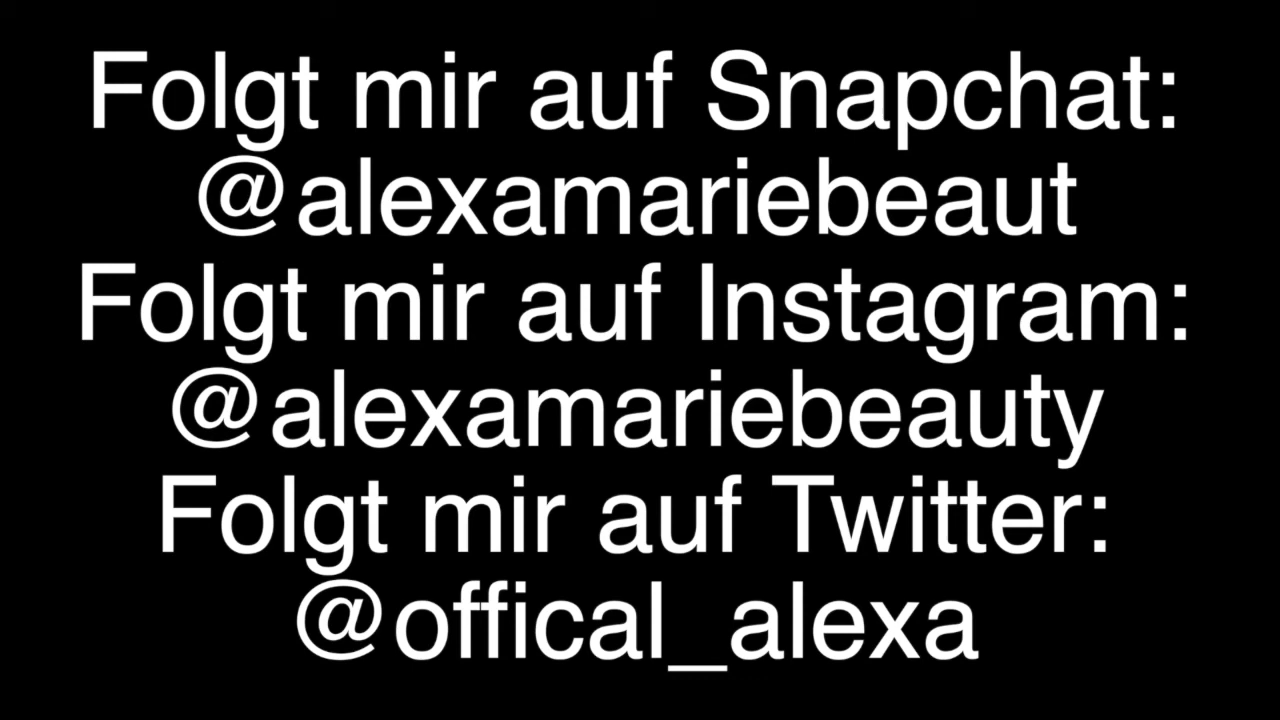 Folgt mir auf Snapchat:
@alexamariebeaut
Folgt mir auf Instagram:
@alexamariebeauty
Folgt mir auf Twitter:
@offical_alexa